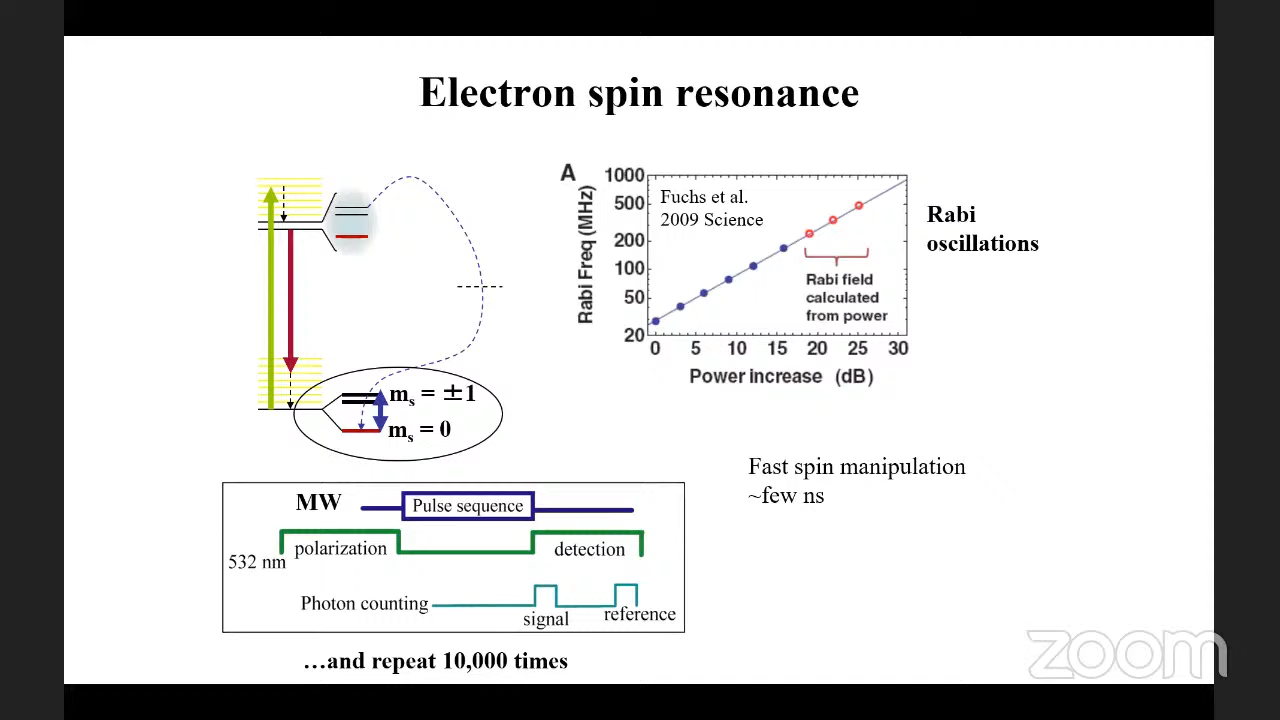 Electron spin resonance
A
1000
500
200
100
50
20
Rabi Freq (MHz)
Fuchs et al.
2009 Science
Rabi field
calculated
from power
0 5 10 15 20 25 30
Power increase (dB)
Rabi
oscillations
mₛ = ±1
mₛ = 0
Fast spin manipulation
~few ns
MW
Pulse sequence
532 nm
polarization
detection
Photon counting
signal
reference
…and repeat 10,000 times
zoom